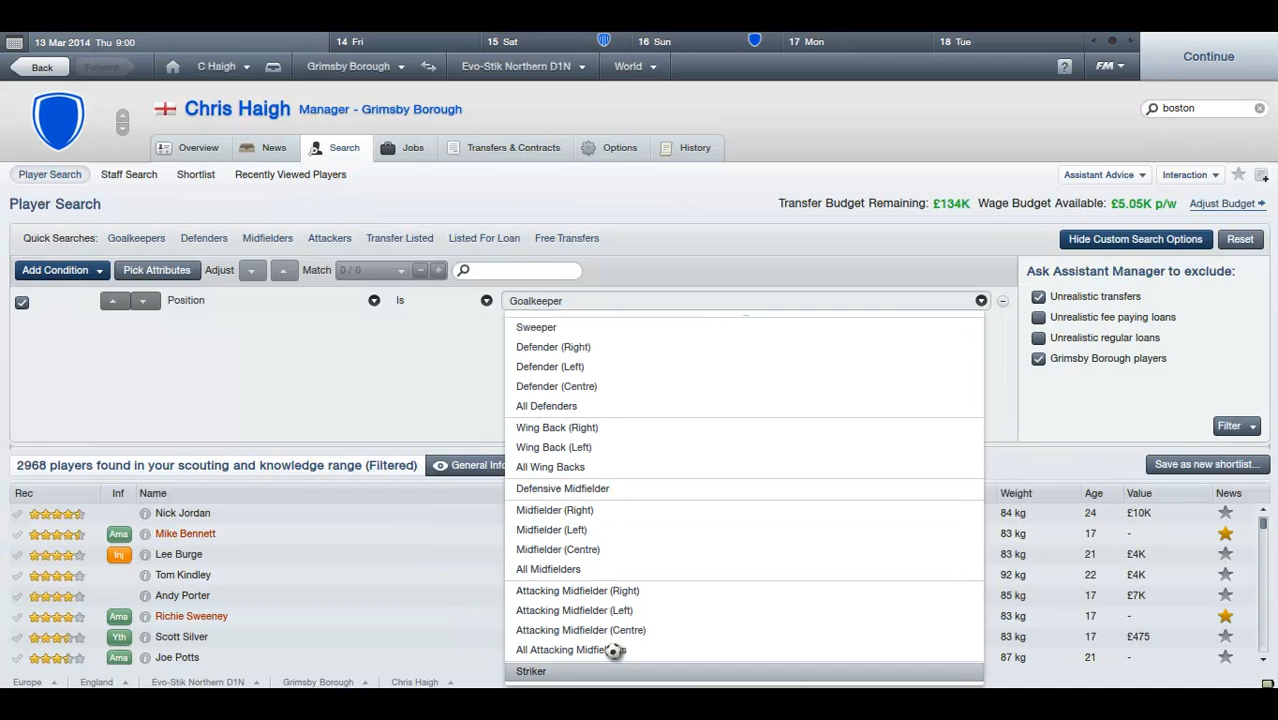 13 Mar 2014 Thu 9:00 14 Fri 15 Sat 16 Sun 17 Mon 18 Tue Continue
Back Forward C Haigh Grimsby Borough Evo-Stik Northern D1N World ? FM
Chris Haigh Manager - Grimsby Borough boston
Overview News Search Jobs Transfers & Contracts Options History
Player Search Staff Search Shortlist Recently Viewed Players Assistant Advice Interaction
Player Search Transfer Budget Remaining: £134K Wage Budget Available: £5.05K p/w Adjust Budget
Quick Searches: Goalkeepers Defenders Midfielders Attackers Transfer Listed Listed For Loan Free Transfers Hide Custom Search Options Reset
Add Condition Pick Attributes Adjust Match 0 / 0 Ask Assistant Manager to exclude:
Position Is Goalkeeper Unrealistic transfers
Unrealistic fee paying loans
Unrealistic regular loans
Grimsby Borough players
Filter
Sweeper
Defender (Right)
Defender (Left)
Defender (Centre)
All Defenders
Wing Back (Right)
Wing Back (Left)
All Wing Backs
Defensive Midfielder
Midfielder (Right)
Midfielder (Left)
Midfielder (Centre)
All Midfielders
Attacking Midfielder (Right)
Attacking Midfielder (Left)
Attacking Midfielder (Centre)
All Attacking Midfielders
Striker
2968 players found in your scouting and knowledge range (Filtered) General Info Save as new shortlist...
Rec Inf Name Weight Age Value News
Nick Jordan 84 kg 24 £10K
Ama Mike Bennett 83 kg 17 -
Inj Lee Burge 83 kg 21 £4K
Tom Kindley 92 kg 22 £4K
Andy Porter 85 kg 17 £7K
Ama Richie Sweeney 83 kg 17 -
Yth Scott Silver 83 kg 17 £475
Yth Joe Potts 87 kg 21 -
Europe England Evo-Stik Northern D1N Grimsby Borough Chris Haigh